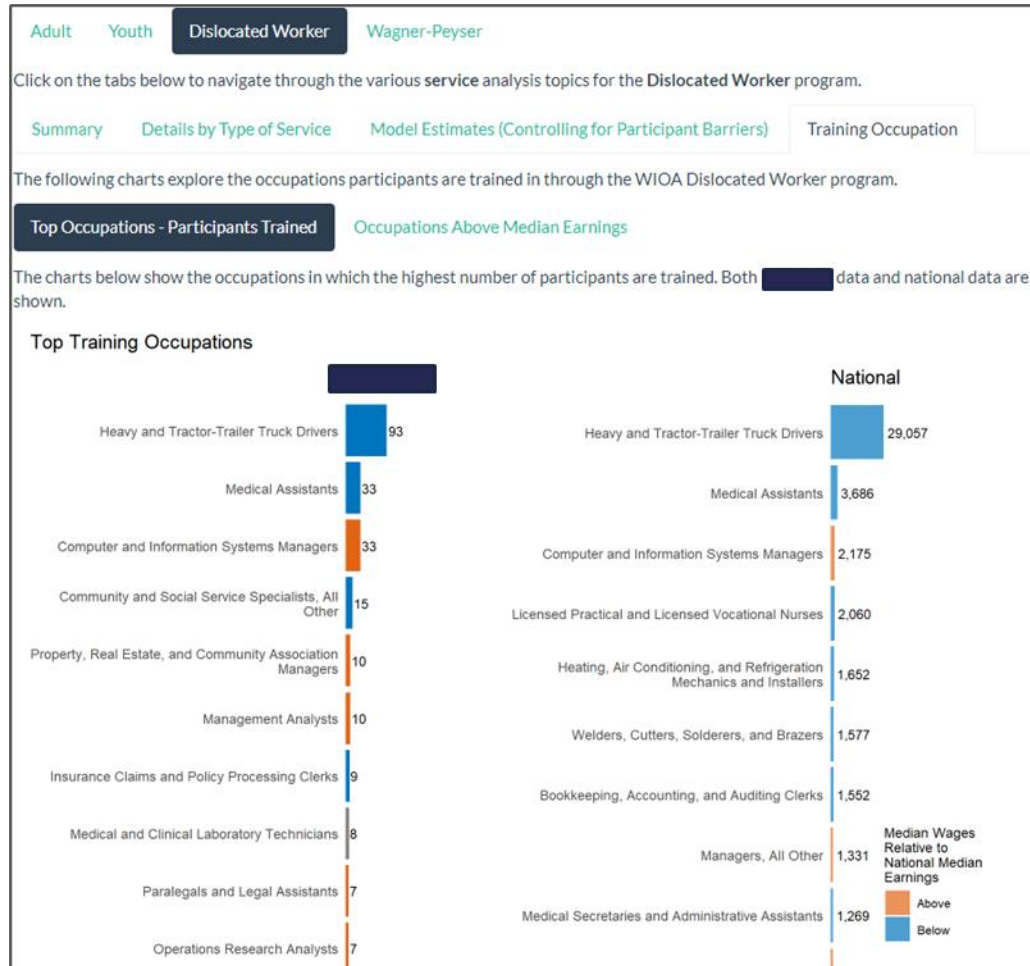 Adult Youth Dislocated Worker Wagner-Peyser
Click on the tabs below to navigate through the various service analysis topics for the Dislocated Worker program.
Summary Details by Type of Service Model Estimates (Controlling for Participant Barriers) Training Occupation
The following charts explore the occupations participants are trained in through the WIOA Dislocated Worker program.
Top Occupations - Participants Trained Occupations Above Median Earnings
The charts below show the occupations in which the highest number of participants are trained. Both data and national data are
shown.
Top Training Occupations
Heavy and Tractor-Trailer Truck Drivers 93
Medical Assistants 33
Computer and Information Systems Managers 33
Community and Social Service Specialists, All
Other 15
Property, Real Estate, and Community Association
Managers 10
Management Analysts 10
Insurance Claims and Policy Processing Clerks 9
Medical and Clinical Laboratory Technicians 8
Paralegals and Legal Assistants 7
Operations Research Analysts 7
National
Heavy and Tractor-Trailer Truck Drivers 29,057
Medical Assistants 3,686
Computer and Information Systems Managers 2,175
Licensed Practical and Licensed Vocational Nurses 2,060
Heating, Air Conditioning, and Refrigeration
Mechanics and Installers 1,652
Welders, Cutters, Solderers, and Brazers 1,577
Bookkeeping, Accounting, and Auditing Clerks 1,552
Managers, All Other 1,331
Medical Secretaries and Administrative Assistants 1,269
Median Wages
Relative to
National Median
Earnings
Above
Below